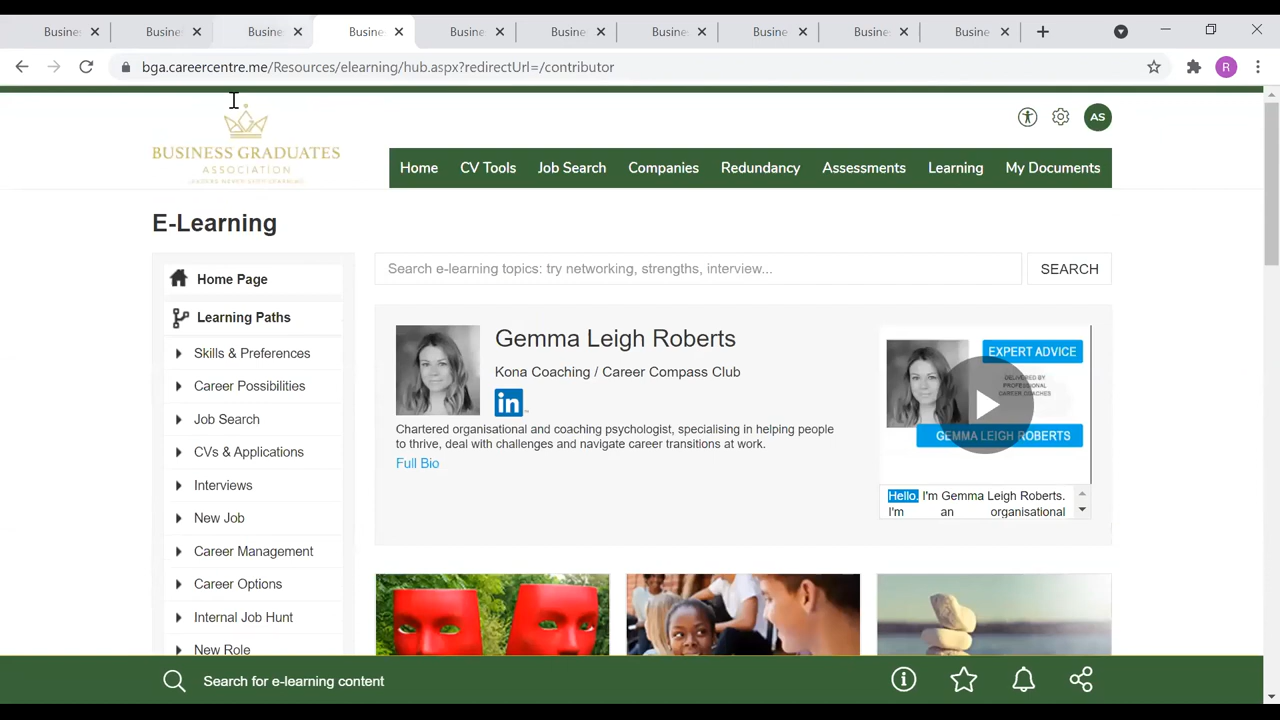 Busine Busine Busine Busine Busine Busine Busine Busine Busine Busine
bga.careercentre.me/Resources/elearning/hub.aspx?redirectUrl=/contributor
R
BUSINESS GRADUATES
ASSOCIATION
AS
Home CV Tools Job Search Companies Redundancy Assessments Learning My Documents
E-Learning
Home Page
Learning Paths
Skills & Preferences
Career Possibilities
Job Search
CVs & Applications
Interviews
New Job
Career Management
Career Options
Internal Job Hunt
New Role
Search e-learning topics: try networking, strengths, interview...
SEARCH
Gemma Leigh Roberts
Kona Coaching / Career Compass Club
in
Chartered organisational and coaching psychologist, specialising in helping people
to thrive, deal with challenges and navigate career transitions at work.
Full Bio
EXPERT ADVICE
DELIVERED BY
PROFESSIONAL
CAREER COACHES
GEMMA LEIGH ROBERTS
Hello. I'm Gemma Leigh Roberts.
I'm an organisational
Search for e-learning content